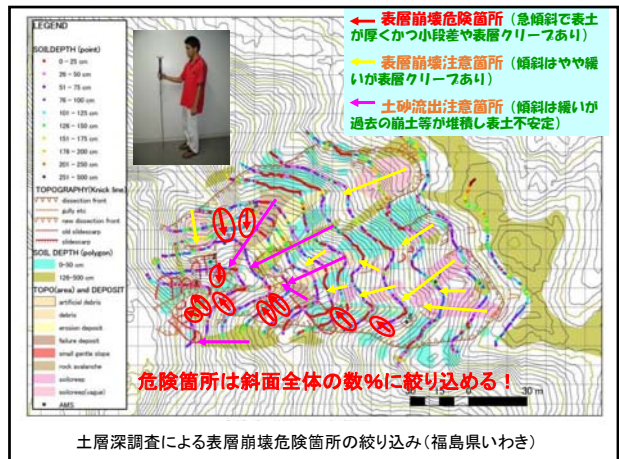 LEGEND
SOILDEPTH (point)
0 - 25 cm
26 - 50 cm
51 - 75 cm
76 - 100 cm
101 - 125 cm
126 - 150 cm
151 - 175 cm
176 - 200 cm
201 - 250 cm
251 - 300 cm
TOPOGRAPHY(Knick line)
dissection front
gully etc
new dissection front
old slidescarp
slidescarp
SOIL DEPTH (polygon)
0-50 cm
126-500 cm
TOPO(area) and DEPOSIT
artificial debris
debris
erosion deposit
failure deposit
small gentle slope
rock avalanche
soilcreep
soilcreep(vague)
AMS
表層崩壊危険箇所（急傾斜で表土
が厚くかつ小段差や表層クリープあり）
表層崩壊注意箇所（傾斜はやや緩
いが表層クリープあり）
土砂流出注意箇所（傾斜は緩いが
過去の崩土等が堆積し表土不安定）
危険箇所は斜面全体の数％に絞り込める！
30 15 0 30 m
土層深調査による表層崩壊危険箇所の絞り込み（福島県いわき）